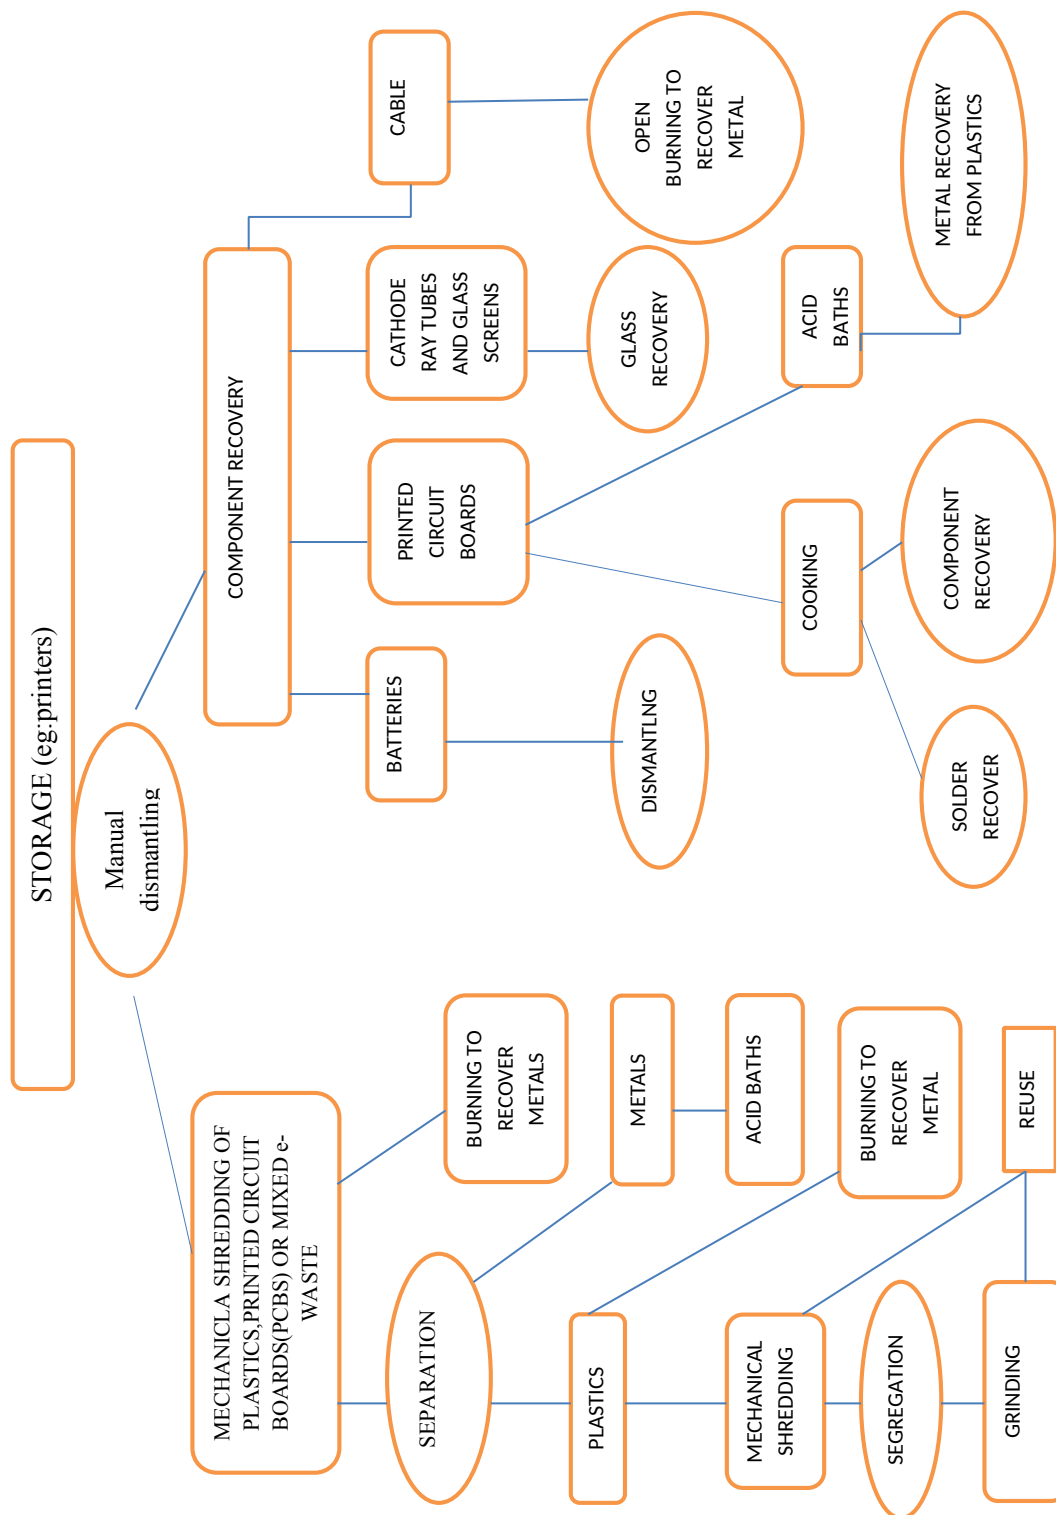 STORAGE (eg:printers)
Manual
dismantling
MECHANICLA SHREDDING OF
PLASTICS,PRINTED CIRCUIT
BOARDS(PCBS) OR MIXED e-
WASTE
COMPONENT RECOVERY
SEPARATION
BURNING TO
RECOVER
METALS
BATTERIES
PRINTED
CIRCUIT
BOARDS
CATHODE
RAY TUBES
AND GLASS
SCREENS
CABLE
PLASTICS
METALS
DISMANTLNG
GLASS
RECOVERY
OPEN
BURNING TO
RECOVER
METAL
MECHANICAL
SHREDDING
ACID BATHS
COOKING
ACID
BATHS
SEGREGATION
BURNING TO
RECOVER
METAL
SOLDER
RECOVER
COMPONENT
RECOVERY
METAL RECOVERY
FROM PLASTICS
GRINDING
REUSE